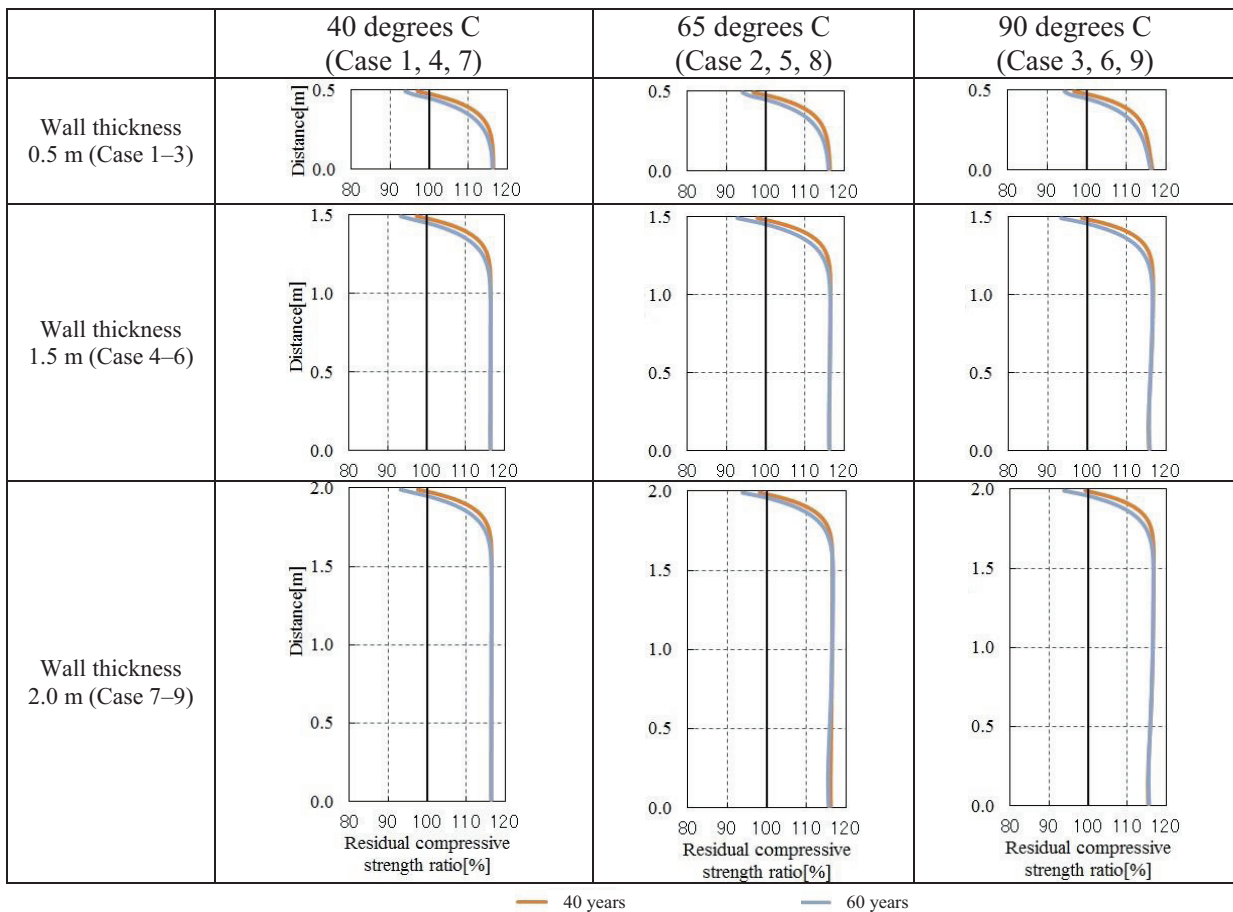 40 degrees C
(Case 1, 4, 7)
65 degrees C
(Case 2, 5, 8)
90 degrees C
(Case 3, 6, 9)
Wall thickness
0.5 m (Case 1–3)
Distance[m]
0.5
0.0
80 90 100 110 120
0.5
0.0
80 90 100 110 120
0.5
0.0
80 90 100 110 120
Wall thickness
1.5 m (Case 4–6)
Distance[m]
1.5
1.0
0.5
0.0
80 90 100 110 120
1.5
1.0
0.5
0.0
80 90 100 110 120
1.5
1.0
0.5
0.0
80 90 100 110 120
Wall thickness
2.0 m (Case 7–9)
Distance[m]
2.0
1.5
1.0
0.5
0.0
80 90 100 110 120
Residual compressive
strength ratio[%]
2.0
1.5
1.0
0.5
0.0
80 90 100 110 120
Residual compressive
strength ratio[%]
2.0
1.5
1.0
0.5
0.0
80 90 100 110 120
Residual compressive
strength ratio[%]
40 years
60 years